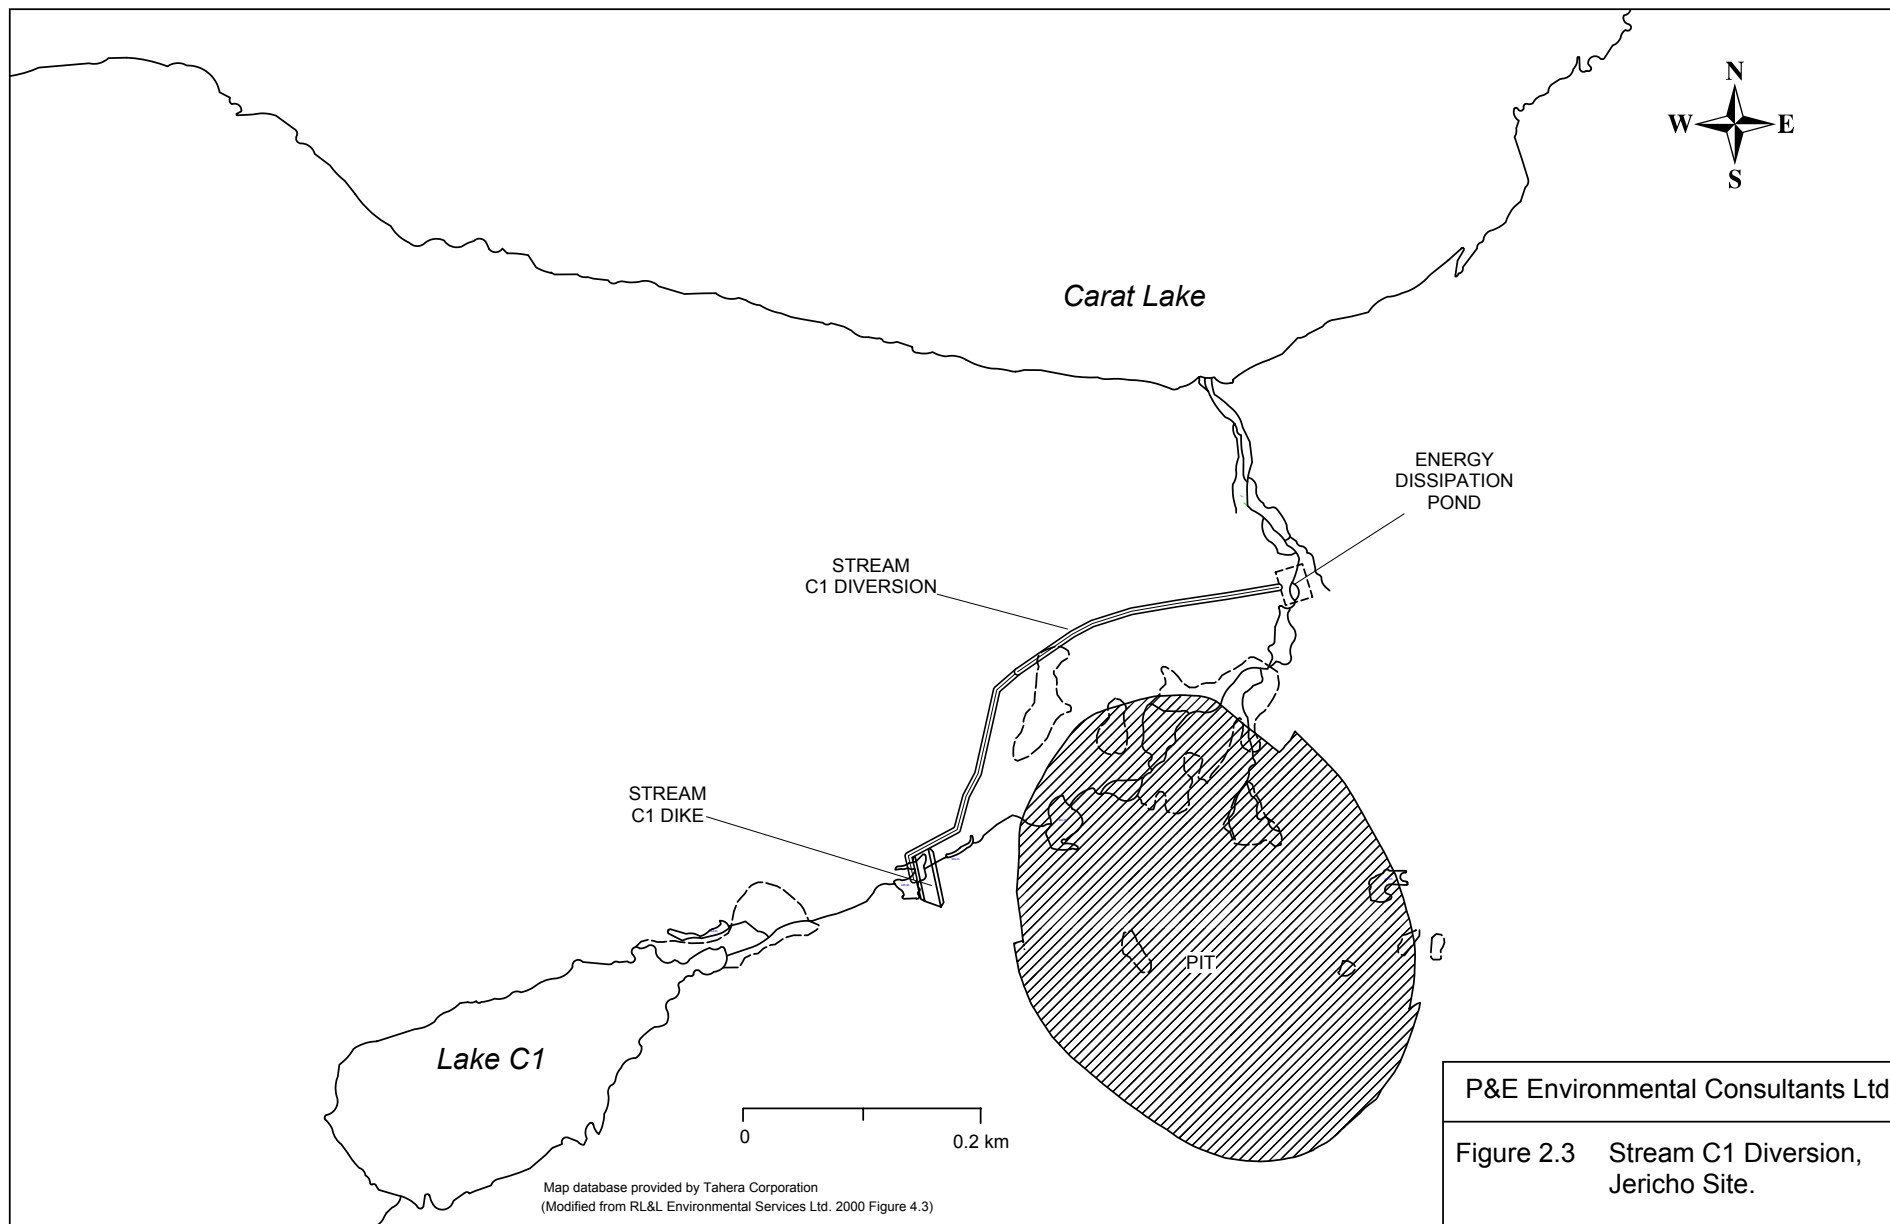 N
W E
S
Carat Lake
ENERGY
DISSIPATION
POND
STREAM
C1 DIVERSION
STREAM
C1 DIKE
PIT
Lake C1
0 0.2 km
Map database provided by Tahera Corporation
(Modified from RL&L Environmental Services Ltd. 2000 Figure 4.3)
P&E Environmental Consultants Ltd
Figure 2.3 Stream C1 Diversion,
Jericho Site.